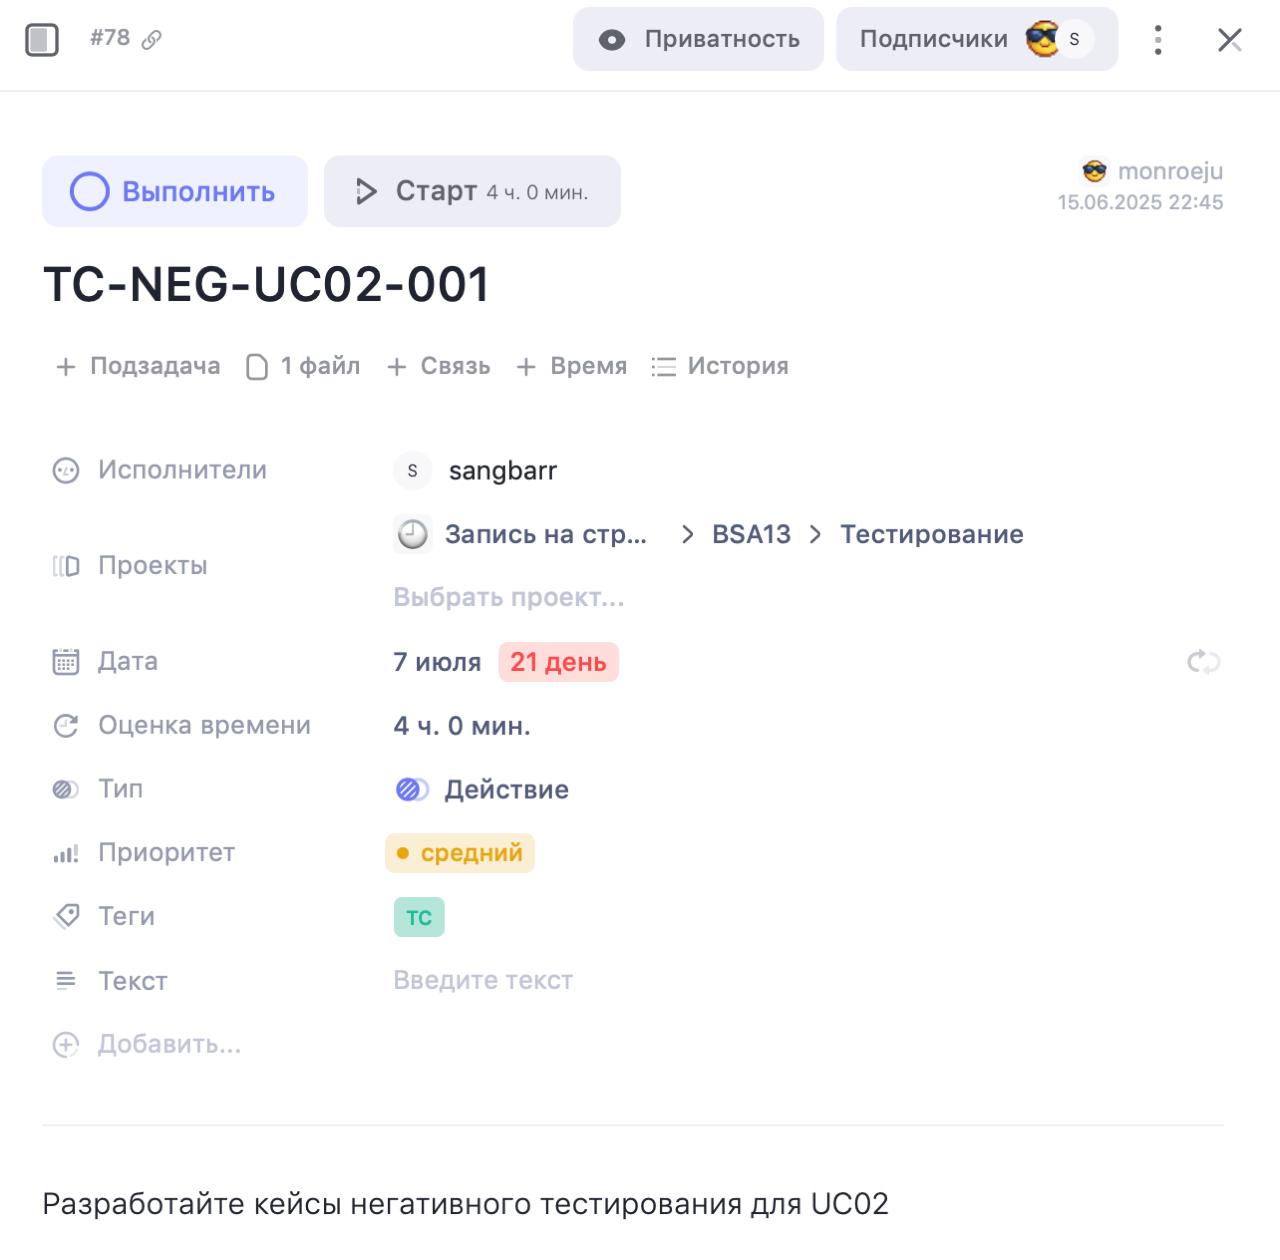 #78
Приватность
Подписчики S
Выполнить
Старт 4 ч. 0 мин.
monroeju
15.06.2025 22:45
TC-NEG-UC02-001
Подзадача 1 файл Связь Время История
Исполнители S sangbarr
Проекты Запись на стр... > BSA13 > Тестирование
Выбрать проект...
Дата 7 июля 21 день
Оценка времени 4 ч. 0 мин.
Тип Действие
Приоритет средний
Теги TC
Текст Введите текст
Добавить...
Разработайте кейсы негативного тестирования для UC02